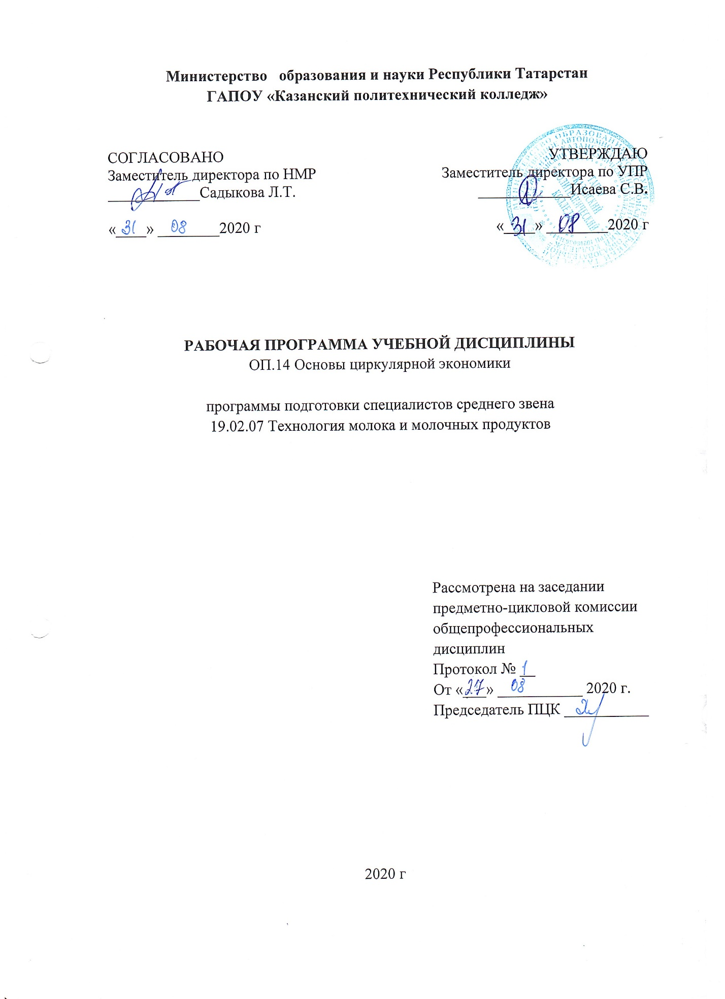 Министерство образования и науки Республики Татарстан
ГАПОУ «Казанский политехнический колледж»
СОГЛАСОВАНО
Заместитель директора по НМР
_____________Садыкова Л.Т.
«31» 08 2020 г
УТВЕРЖДАЮ
Заместитель директора по УПР
_____________Исаева С.В.
«31» 08 2020 г
РАБОЧАЯ ПРОГРАММА УЧЕБНОЙ ДИСЦИПЛИНЫ
ОП.14 Основы циркулярной экономики
программы подготовки специалистов среднего звена
19.02.07 Технология молока и молочных продуктов
Рассмотрена на заседании
предметно-цикловой комиссии
общепрофессиональных
дисциплин
Протокол № 1
От «27» 08 2020 г.
Председатель ПЦК ____________
2020 г